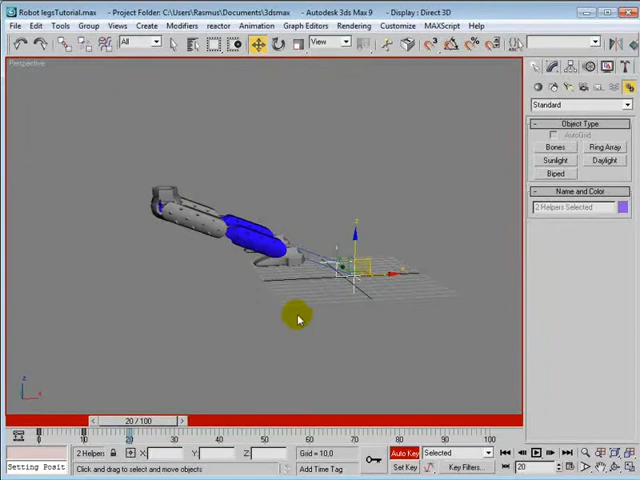 Robot legsTutorial.max - Project Folder: C:\Users\Rasmus\Documents\3dsmax - Autodesk 3ds Max 9 - Display : Direct 3D
File Edit Tools Group Views Create Modifiers reactor Animation Graph Editors Rendering Customize MAXScript Help
All View
Perspective
Standard
Object Type
AutoGrid
Bones Ring Array
Sunlight Daylight
Biped
Name and Color
2 Helpers Selected
z
x
z
x
20 / 100
0 10 20 30 40 50 60 70 80 90 100
2 Helpers X: Y: Z: Grid = 10,0 Auto Key Selected
Setting Posit Click and drag to select and move objects Add Time Tag Set Key Key Filters... 20